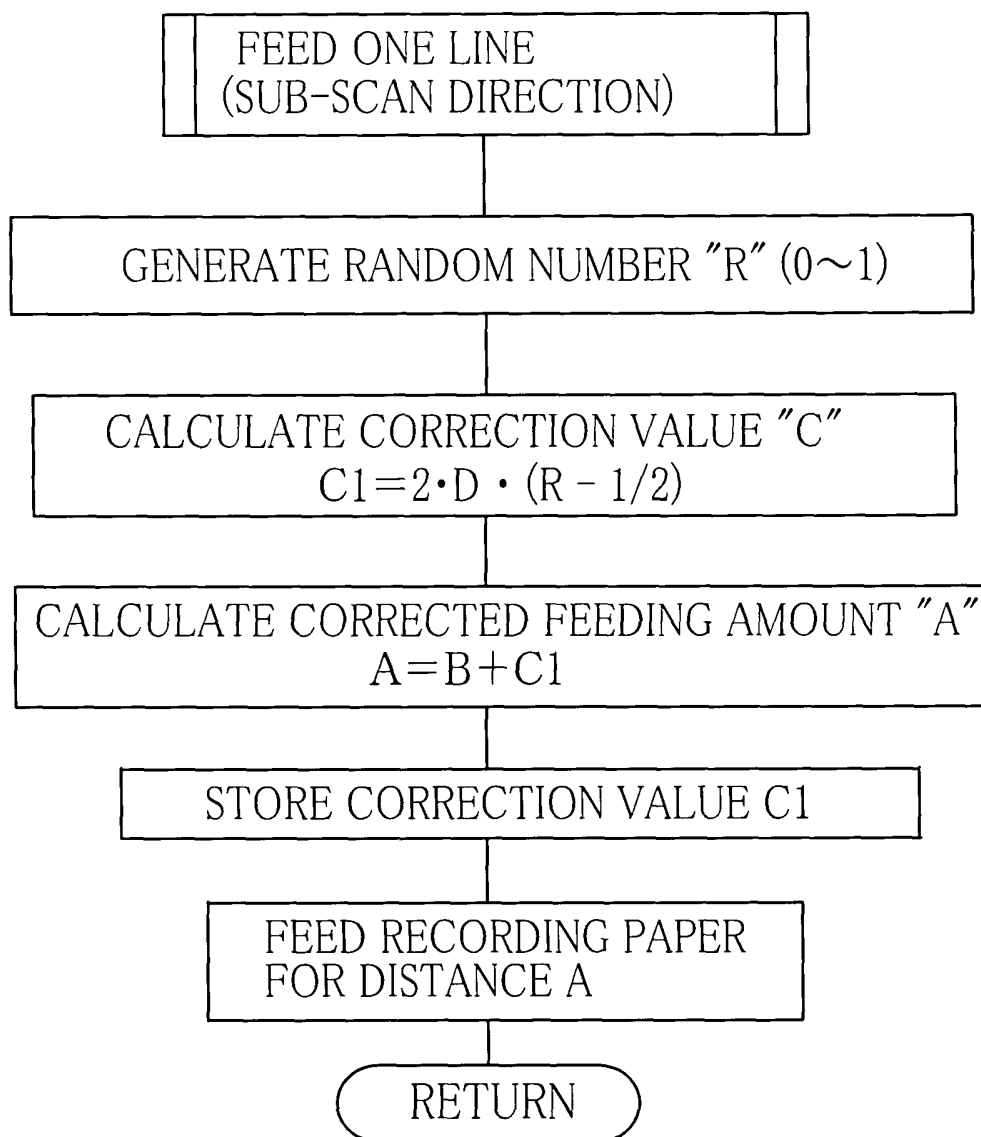 FEED ONE LINE
(SUB-SCAN DIRECTION)
GENERATE RANDOM NUMBER "R" (0~1)
CALCULATE CORRECTION VALUE "C"
C1=2·D·(R - 1/2)
CALCULATE CORRECTED FEEDING AMOUNT "A"
A=B+C1
STORE CORRECTION VALUE C1
FEED RECORDING PAPER
FOR DISTANCE A
RETURN